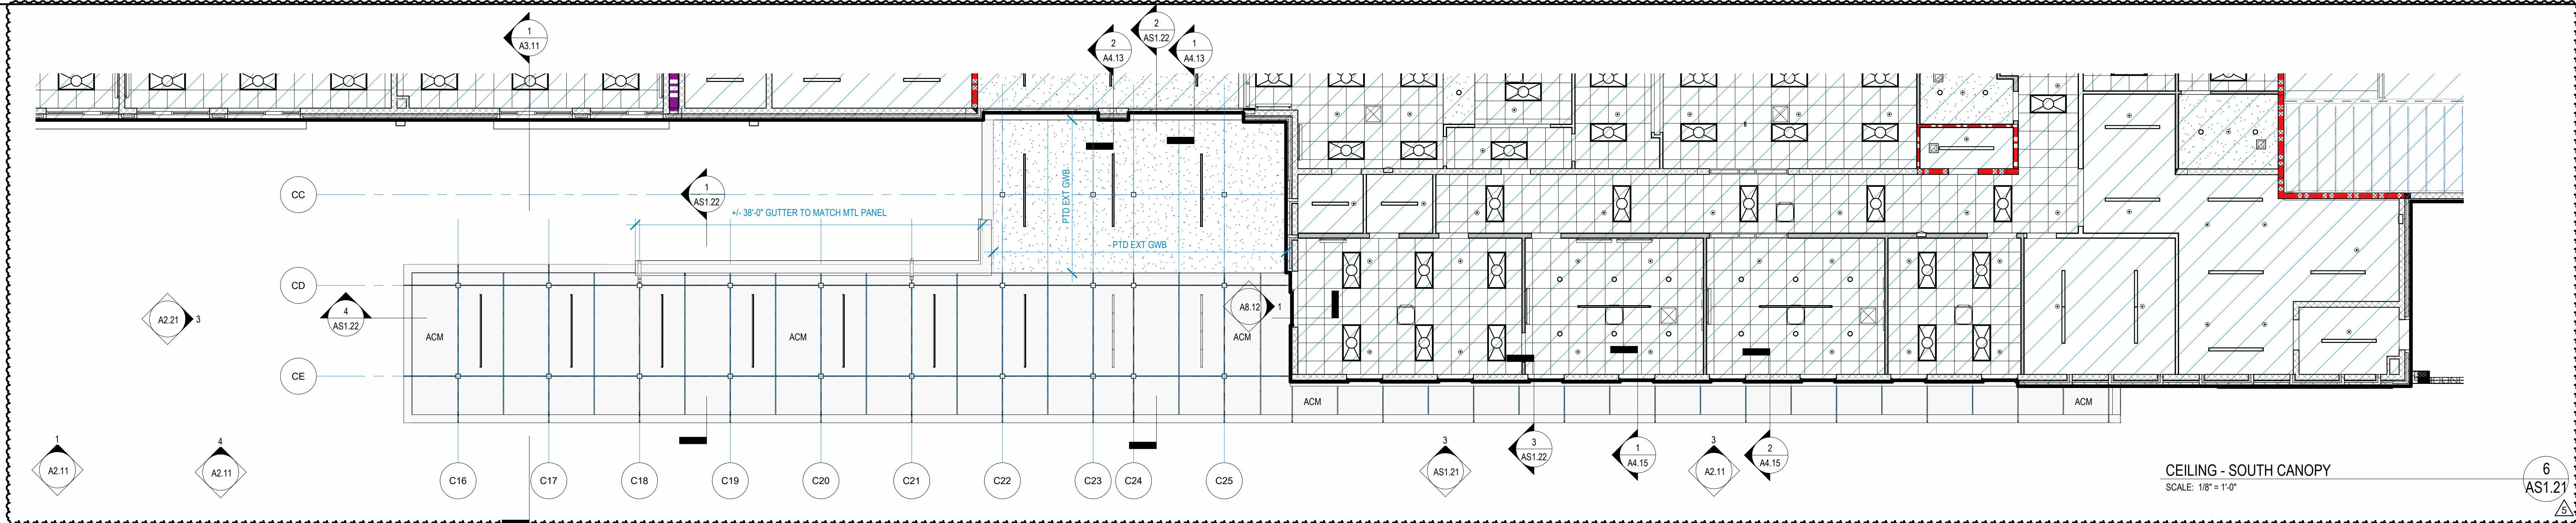 1
A3.11
2
A4.13
2
AS1.22
1
A4.13
CC
1
AS1.22
+/- 38'-0" GUTTER TO MATCH MTL PANEL
PTD EXT GWB
PTD EXT GWB
CD
A2.21
3
4
AS1.22
A8.12
1
ACM
ACM
ACM
CE
ACM
ACM
1
A2.11
4
A2.11
C16
C17
C18
C19
C20
C21
C22
C23
C24
C25
3
AS1.21
3
AS1.22
1
A4.15
3
A2.11
2
A4.15
CEILING - SOUTH CANOPY
SCALE: 1/8" = 1'-0"
6
AS1.21
5